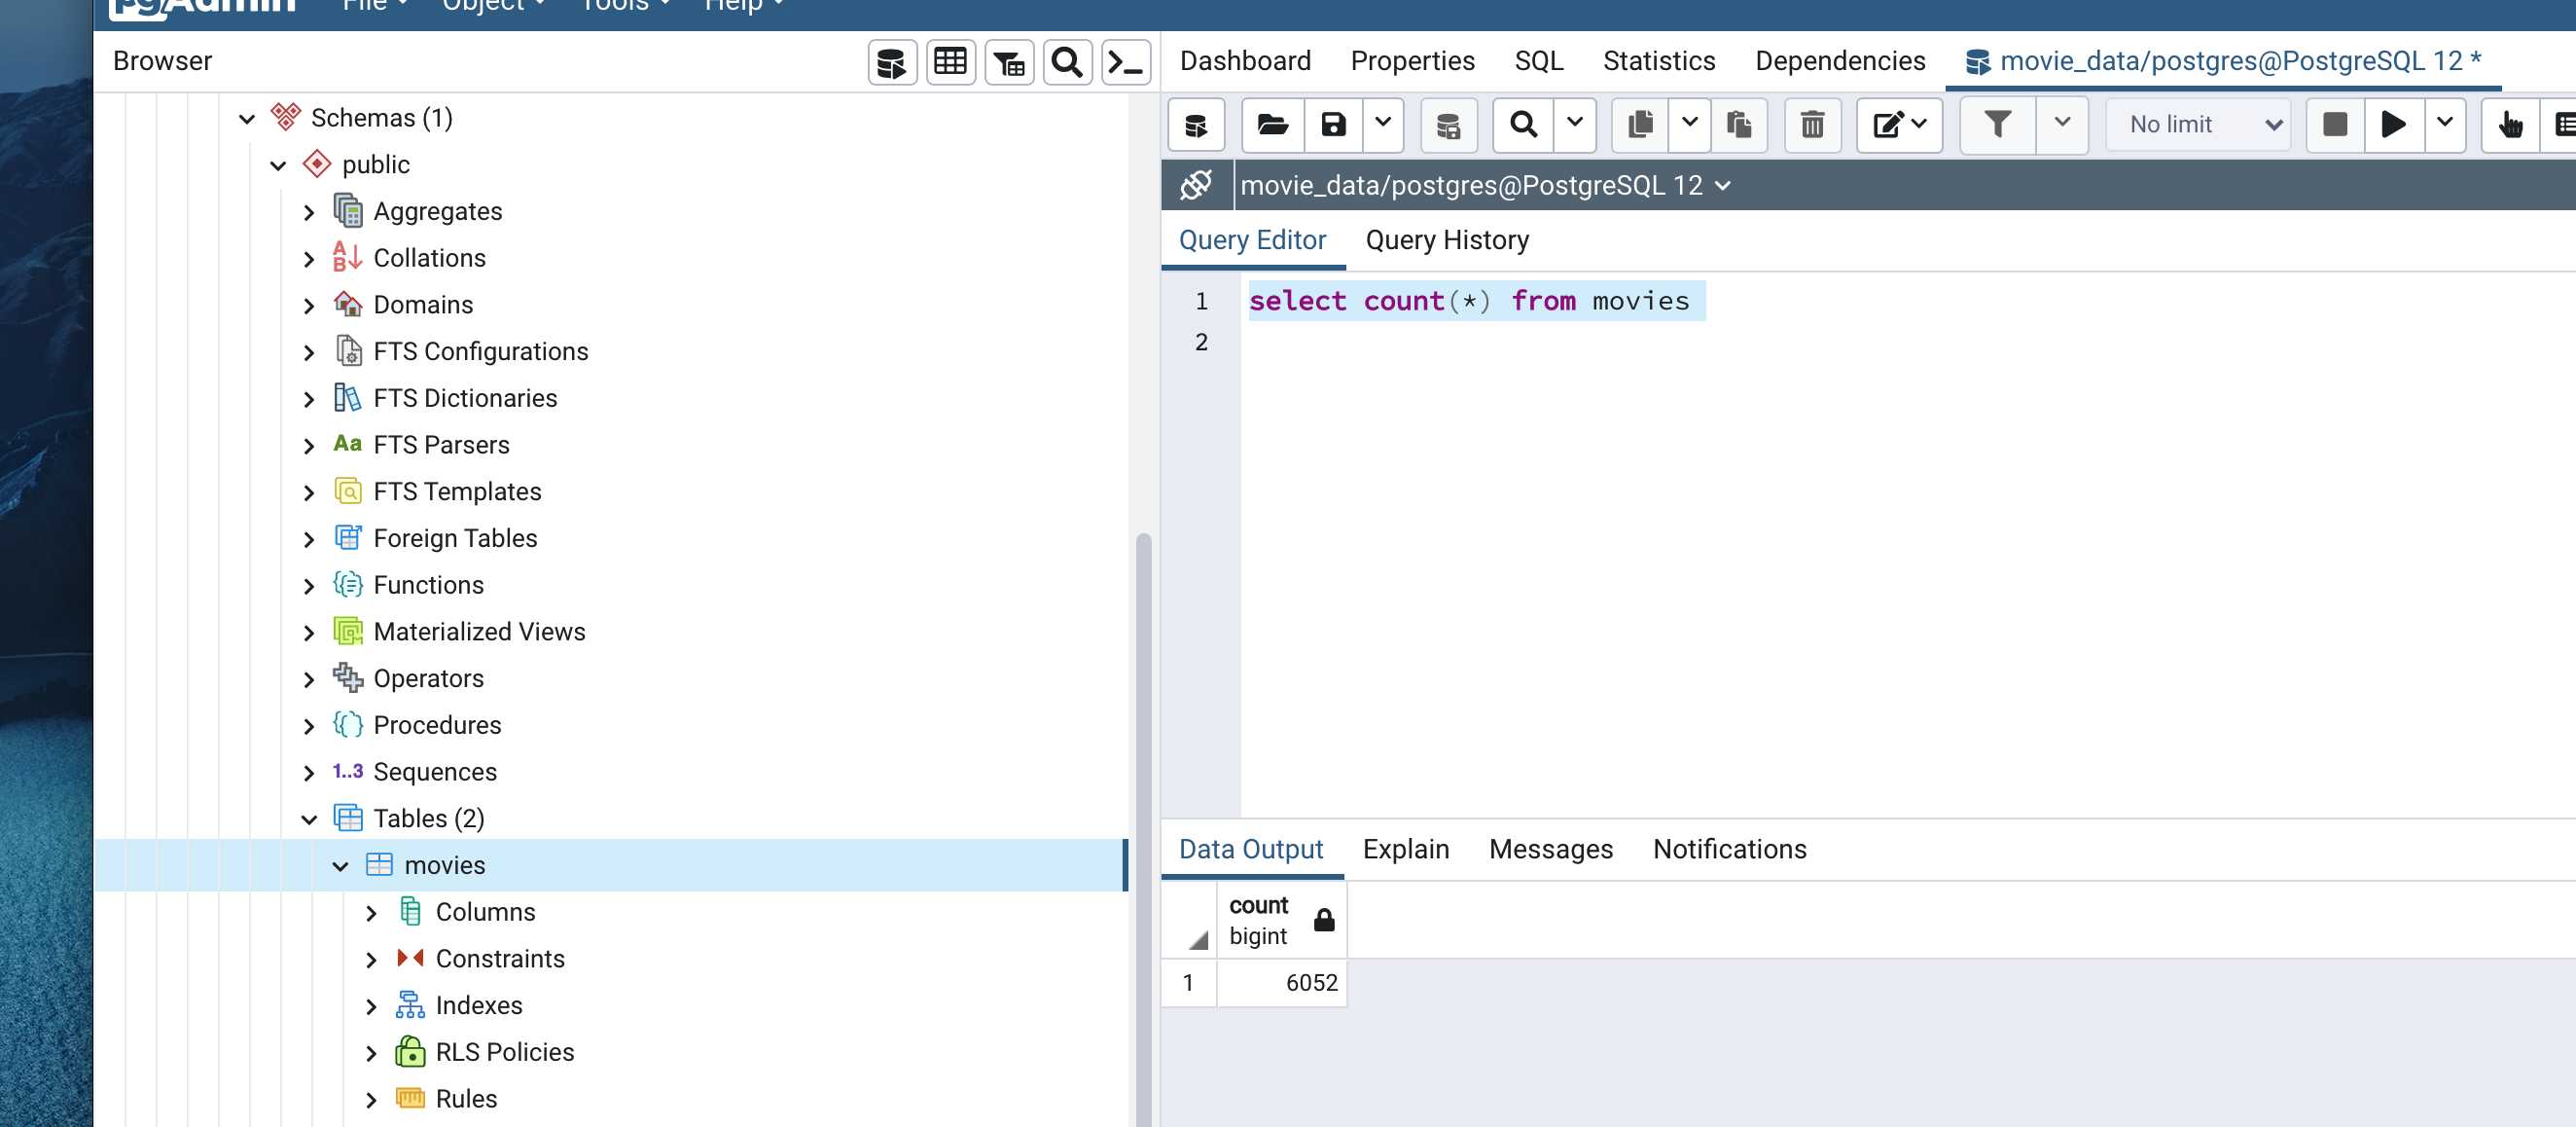 pgAdmin File Object Tools Help
Browser
Dashboard Properties SQL Statistics Dependencies movie_data/postgres@PostgreSQL 12 *
No limit
movie_data/postgres@PostgreSQL 12
Query Editor Query History
1 select count(*) from movies
2
Schemas (1)
public
Aggregates
Collations
Domains
FTS Configurations
FTS Dictionaries
Aa FTS Parsers
FTS Templates
Foreign Tables
Functions
Materialized Views
Operators
Procedures
1..3 Sequences
Tables (2)
movies
Columns
Constraints
Indexes
RLS Policies
Rules
Data Output Explain Messages Notifications
count
bigint
1 6052